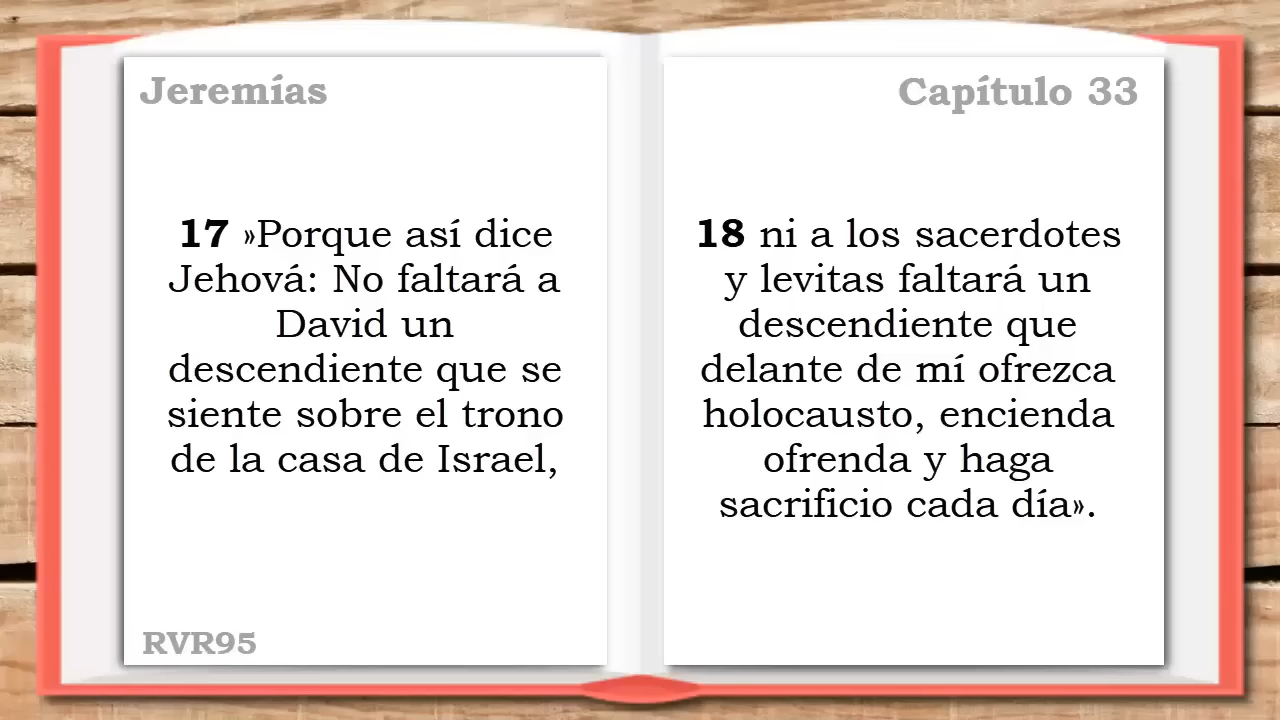 Jeremías
17 »Porque así dice
Jehová: No faltará a
David un
descendiente que se
siente sobre el trono
de la casa de Israel,
RVR95
Capítulo 33
18 ni a los sacerdotes
y levitas faltará un
descendiente que
delante de mí ofrezca
holocausto, encienda
ofrenda y haga
sacrificio cada día».